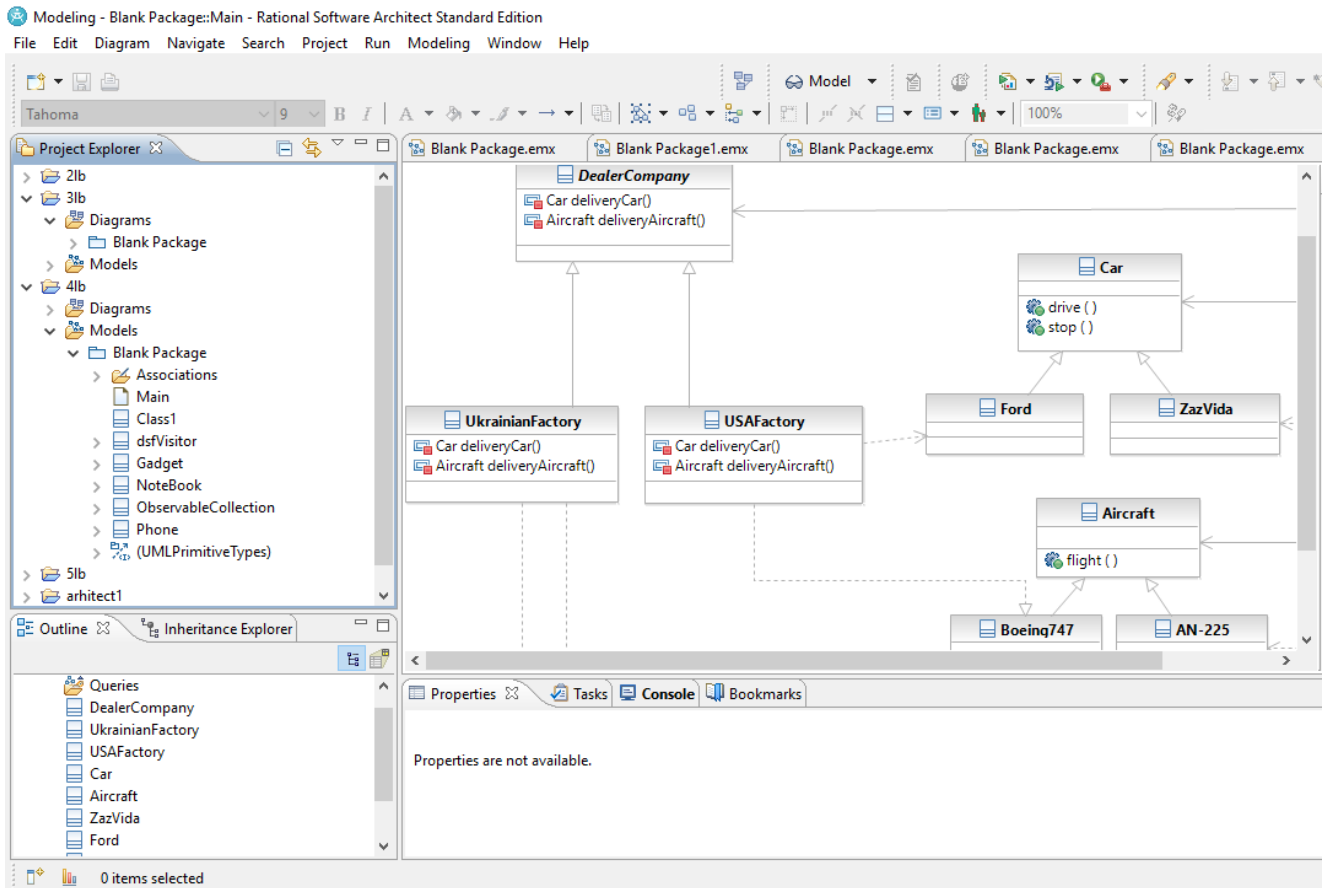 Modeling - Blank Package::Main - Rational Software Architect Standard Edition
File Edit Diagram Navigate Search Project Run Modeling Window Help
Model
Tahoma 9 B I A 100%
Project Explorer
2lb
3lb
Diagrams
Blank Package
Models
4lb
Diagrams
Models
Blank Package
Associations
Main
Class1
dsfVisitor
Gadget
NoteBook
ObservableCollection
Phone
(UMLPrimitiveTypes)
5lb
arhitect1
Outline Inheritance Explorer
Queries
DealerCompany
UkrainianFactory
USAFactory
Car
Aircraft
ZazVida
Ford
Blank Package.emx Blank Package1.emx Blank Package.emx Blank Package.emx Blank Package.emx
DealerCompany
Car deliveryCar()
Aircraft deliveryAircraft()
Car
drive ( )
stop ( )
UkrainianFactory
Car deliveryCar()
Aircraft deliveryAircraft()
USAFactory
Car deliveryCar()
Aircraft deliveryAircraft()
Ford
ZazVida
Aircraft
flight ( )
Boeing747
AN-225
Properties Tasks Console Bookmarks
Properties are not available.
0 items selected